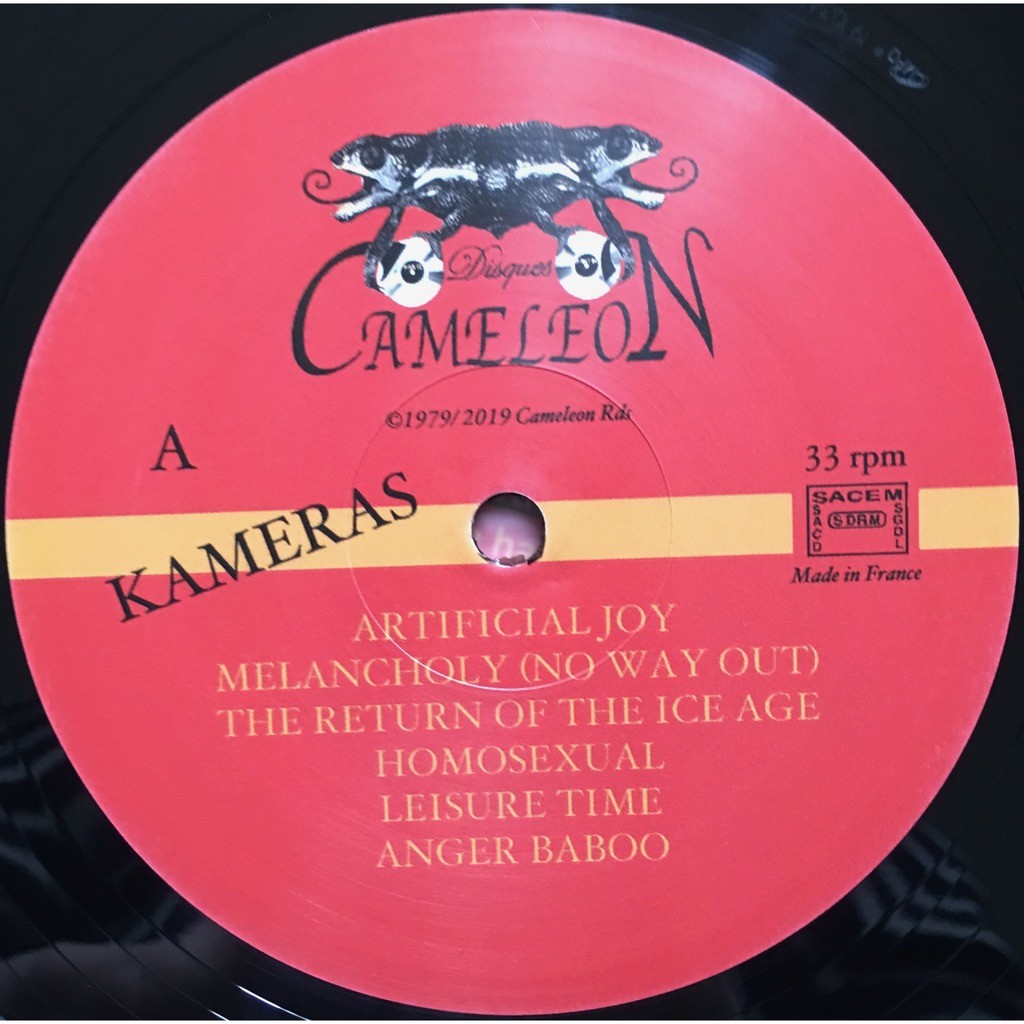 Disques
CAMELEON
©1979/2019 Cameleon Rds
A
33 rpm
KAMERAS
SACEM
SACD
SDRM
SGDL
Made in France
ARTIFICIAL JOY
MELANCHOLY (NO WAY OUT)
THE RETURN OF THE ICE AGE
HOMOSEXUAL
LEISURE TIME
ANGER BABOO